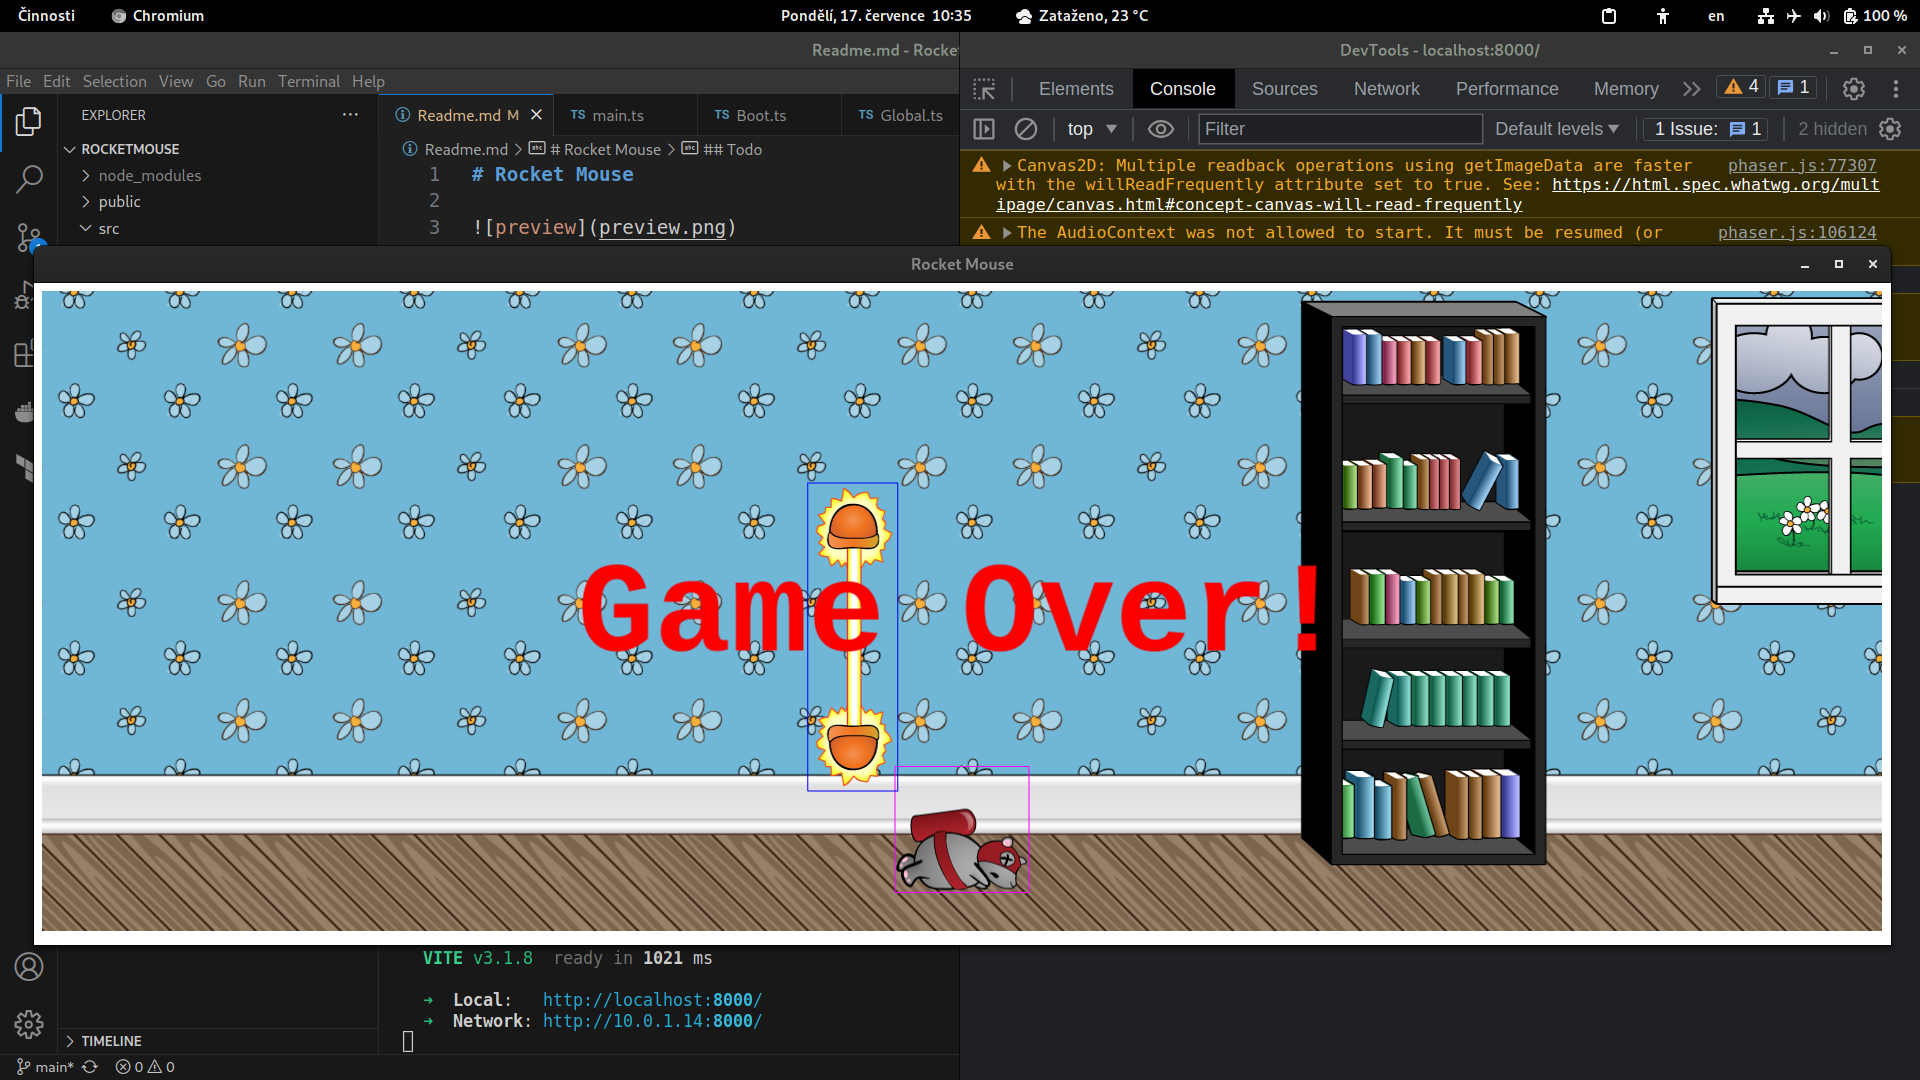 Činnosti
Chromium
Pondělí, 17. července 10:35
Zataženo, 23 °C
en
100 %
Readme.md - Rocke
File Edit Selection View Go Run Terminal Help
EXPLORER
ROCKETMOUSE
node_modules
public
src
Readme.md M
TS main.ts
TS Boot.ts
TS Global.ts
Readme.md > # Rocket Mouse > ## Todo
1 # Rocket Mouse
2
3 ![preview](preview.png)
DevTools - localhost:8000/
Elements Console Sources Network Performance Memory 4 1
top Filter Default levels 1 Issue: 1 2 hidden
Canvas2D: Multiple readback operations using getImageData are faster phaser.js:77307
with the willReadFrequently attribute set to true. See: https://html.spec.whatwg.org/mult
ipage/canvas.html#concept-canvas-will-read-frequently
The AudioContext was not allowed to start. It must be resumed (or phaser.js:106124
Rocket Mouse
Game Over!
VITE v3.1.8 ready in 1021 ms
➜ Local: http://localhost:8000/
➜ Network: http://10.0.1.14:8000/
TIMELINE
main* 0 0